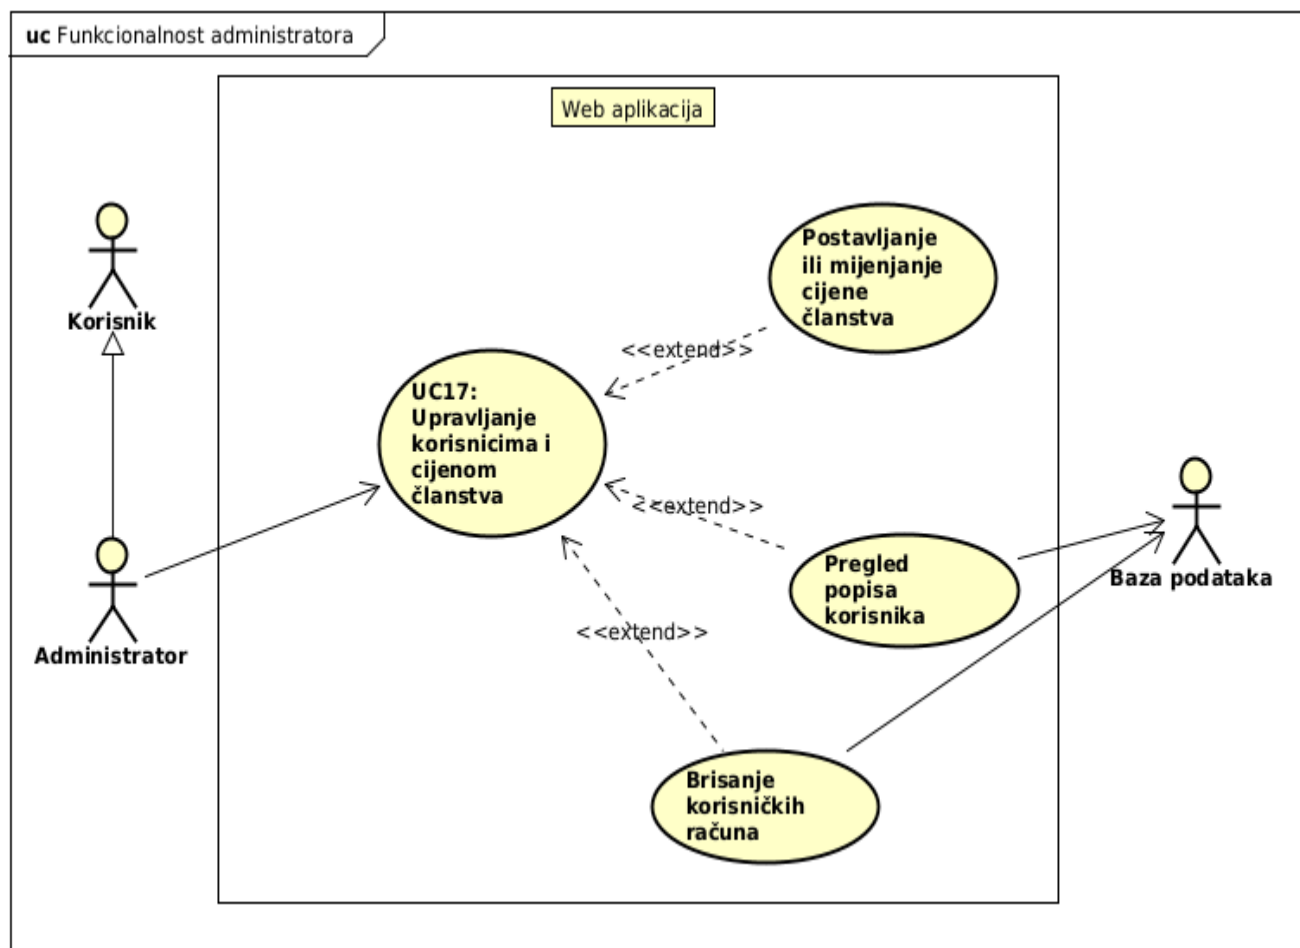 uc Funkcionalnost administratora
Web aplikacija
Korisnik
Postavljanje
ili mijenjanje
cijene
članstva
<<extend>>
UC17:
Upravljanje
korisnicima i
cijenom
članstva
<<extend>>
Pregled
popisa
korisnika
Baza podataka
<<extend>>
Administrator
Brisanje
korisničkih
računa